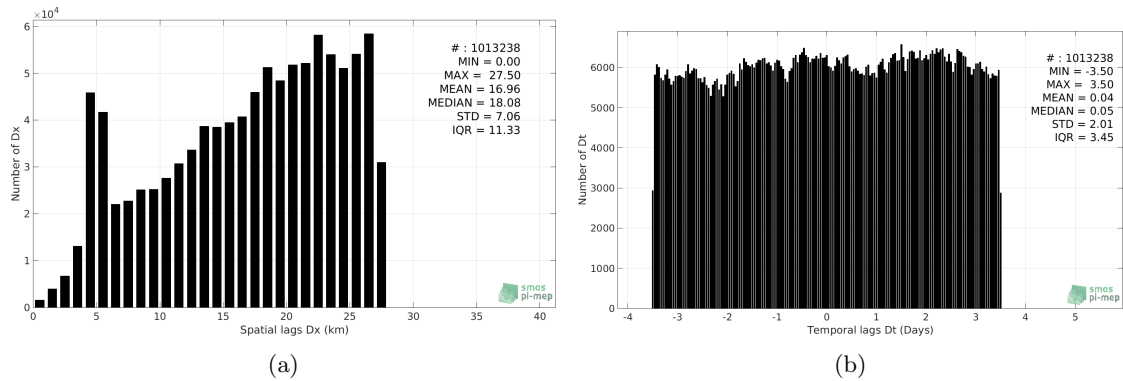 ×10⁴
6
5
4
3
2
1
0
Number of Dx
# : 1013238
MIN = 0.00
MAX = 27.50
MEAN = 16.96
MEDIAN = 18.08
STD = 7.06
IQR = 11.33
smos
pi-mep
0 5 10 15 20 25 30 35 40
Spatial lags Dx (km)
(a)
6000
5000
4000
3000
2000
1000
0
Number of Dt
# : 1013238
MIN = -3.50
MAX = 3.50
MEAN = 0.04
MEDIAN = 0.05
STD = 2.01
IQR = 3.45
smos
pi-mep
-4 -3 -2 -1 0 1 2 3 4 5
Temporal lags Dt (Days)
(b)